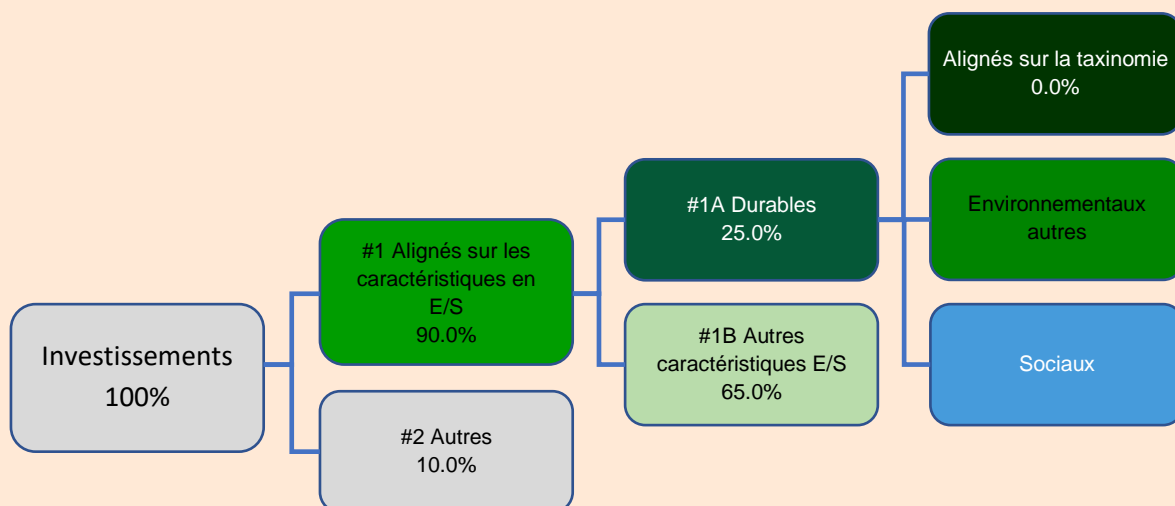 Investissements
100%
#1 Alignés sur les
caractéristiques en
E/S
90.0%
#2 Autres
10.0%
#1A Durables
25.0%
#1B Autres
caractéristiques E/S
65.0%
Alignés sur la taxinomie
0.0%
Environnementaux
autres
Sociaux